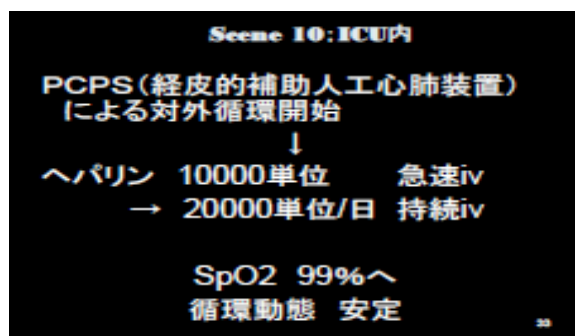 Scene 10:ICU内
PCPS(経皮的補助人工心肺装置)
による対外循環開始
↓
ヘパリン 10000単位 急速iv
→ 20000単位/日 持続iv
SpO2 99%へ
循環動態 安定